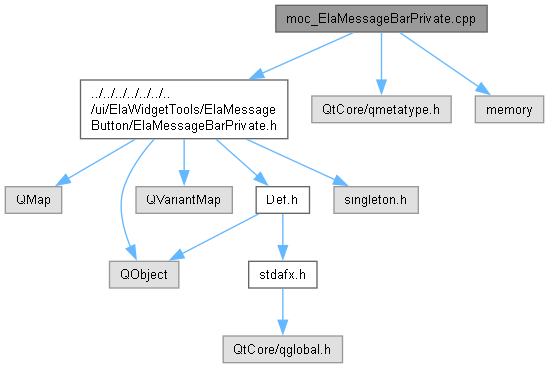 moc_ElaMessageBarPrivate.cpp
../../../../../../..
/ui/ElaWidgetTools/ElaMessage
Button/ElaMessageBarPrivate.h
QtCore/qmetatype.h
memory
QMap
QVariantMap
Def.h
singleton.h
QObject
stdafx.h
QtCore/qglobal.h